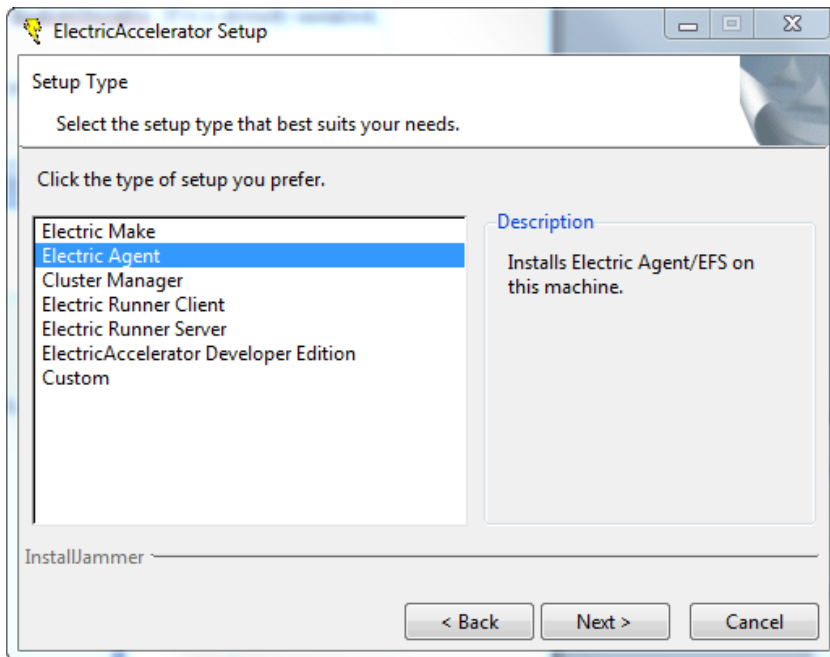 ElectricAccelerator Setup
Setup Type
Select the setup type that best suits your needs.
Click the type of setup you prefer.
Electric Make
Electric Agent
Cluster Manager
Electric Runner Client
Electric Runner Server
ElectricAccelerator Developer Edition
Custom
Description
Installs Electric Agent/EFS on
this machine.
InstallJammer
< Back
Next >
Cancel